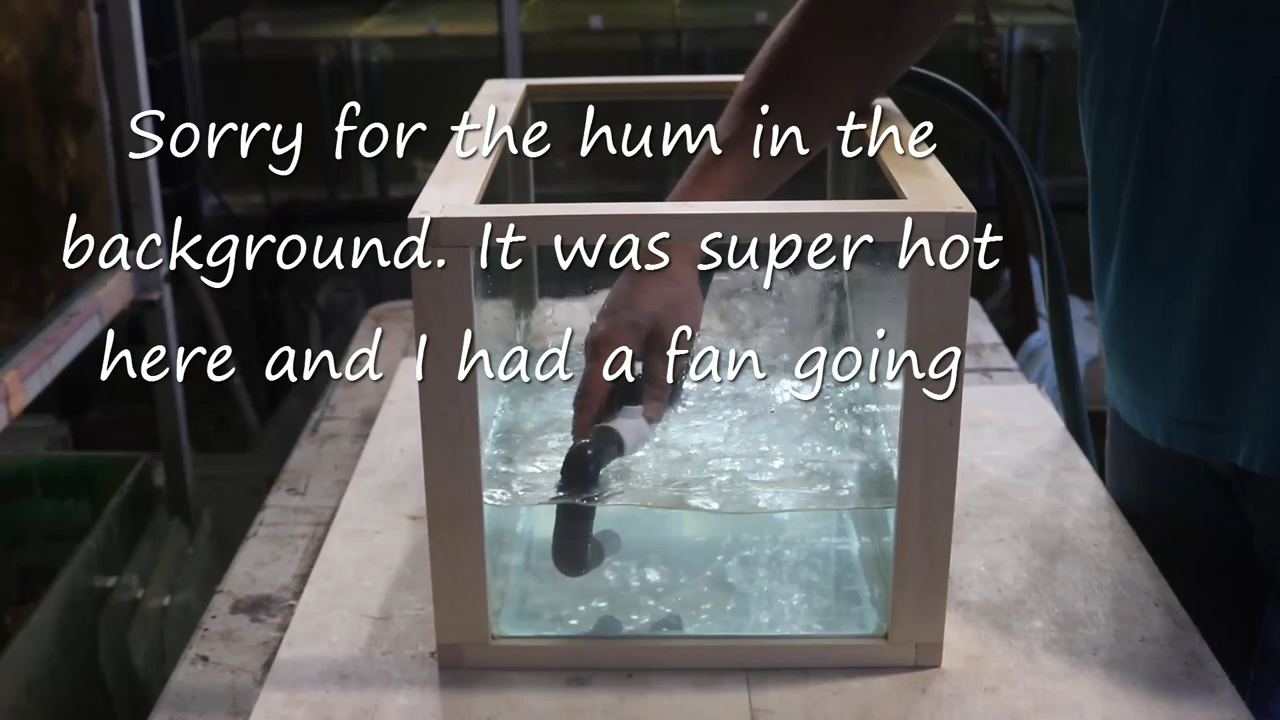 Sorry for the hum in the
background. It was super hot
here and I had a fan going